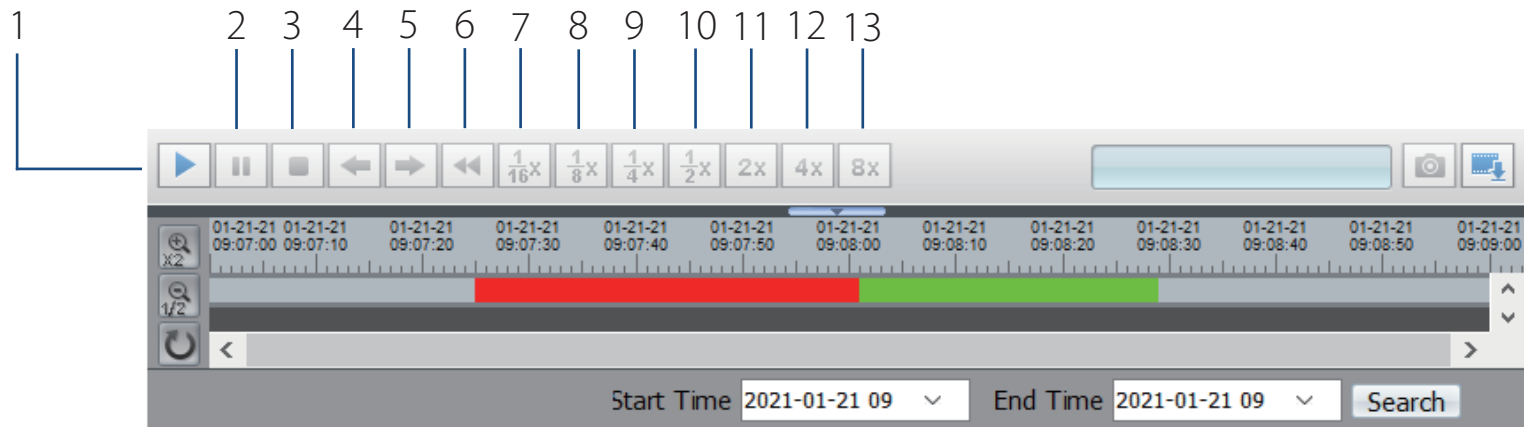 1 2 3 4 5 6 7 8 9 10 11 12 13
1/16x 1/8x 1/4x 1/2x 2x 4x 8x
01-21-21 01-21-21 01-21-21 01-21-21 01-21-21 01-21-21 01-21-21 01-21-21 01-21-21 01-21-21 01-21-21 01-21-21 01-21-21
09:07:00 09:07:10 09:07:20 09:07:30 09:07:40 09:07:50 09:08:00 09:08:10 09:08:20 09:08:30 09:08:40 09:08:50 09:09:00
X2
1/2
Start Time 2021-01-21 09 End Time 2021-01-21 09 Search